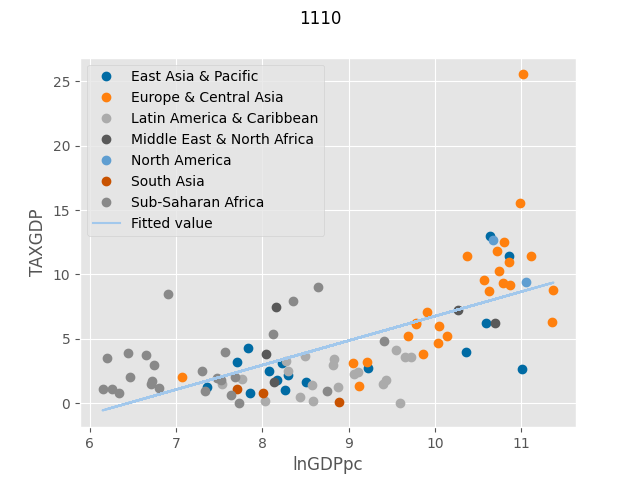 1110
East Asia & Pacific
Europe & Central Asia
Latin America & Caribbean
Middle East & North Africa
North America
South Asia
Sub-Saharan Africa
Fitted value
25
20
15
10
5
0
TAXGDP
6 7 8 9 10 11
lnGDPpc